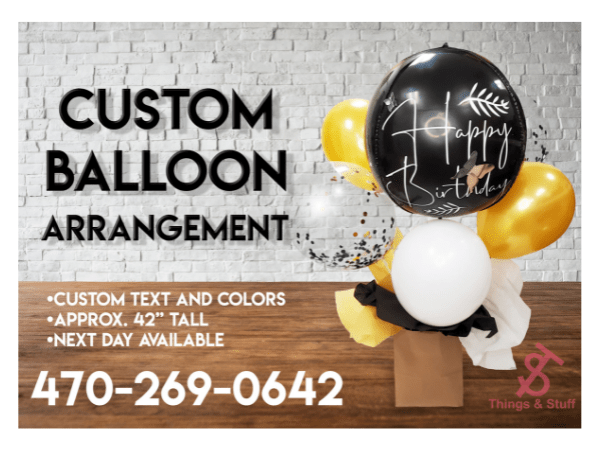 CUSTOM
BALLOON
ARRANGEMENT
Happy
Birthday
•CUSTOM TEXT AND COLORS
•APPROX. 42” TALL
•NEXT DAY AVAILABLE
470-269-0642
Things & Stuff